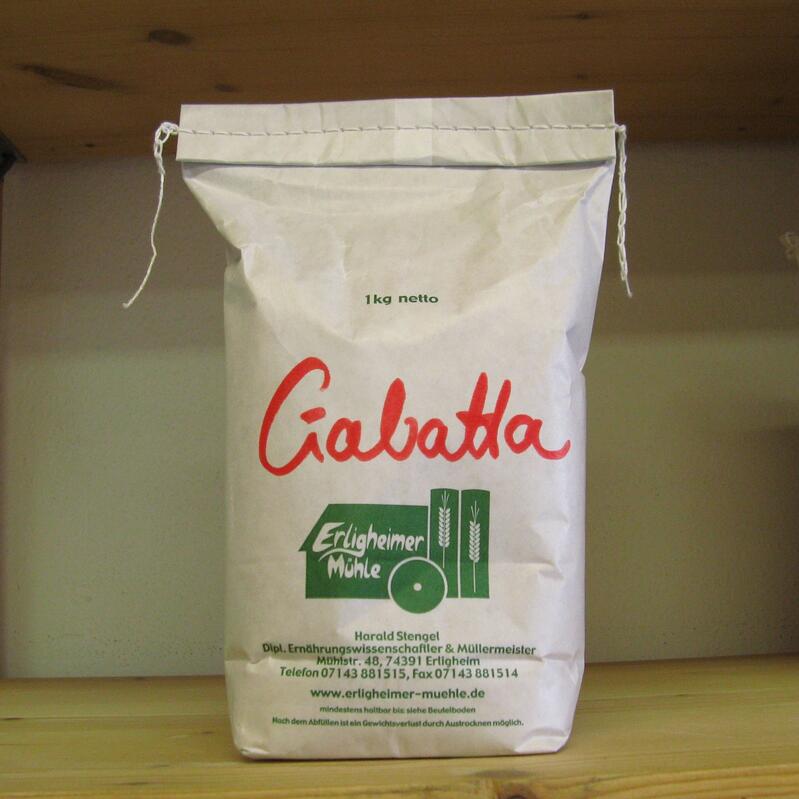 1kg netto
Ciabatta
Erligheimer
Mühle
Harald Stengel
Dipl. Ernährungswissenschaftler & Müllermeister
Mühlstr. 48, 74391 Erligheim
Telefon 07143 881515, Fax 07143 881514
www.erligheimer-muehle.de
mindestens haltbar bis: siehe Beutelboden
Nach dem Abfüllen ist ein Gewichtsverlust durch Austrocknen möglich.